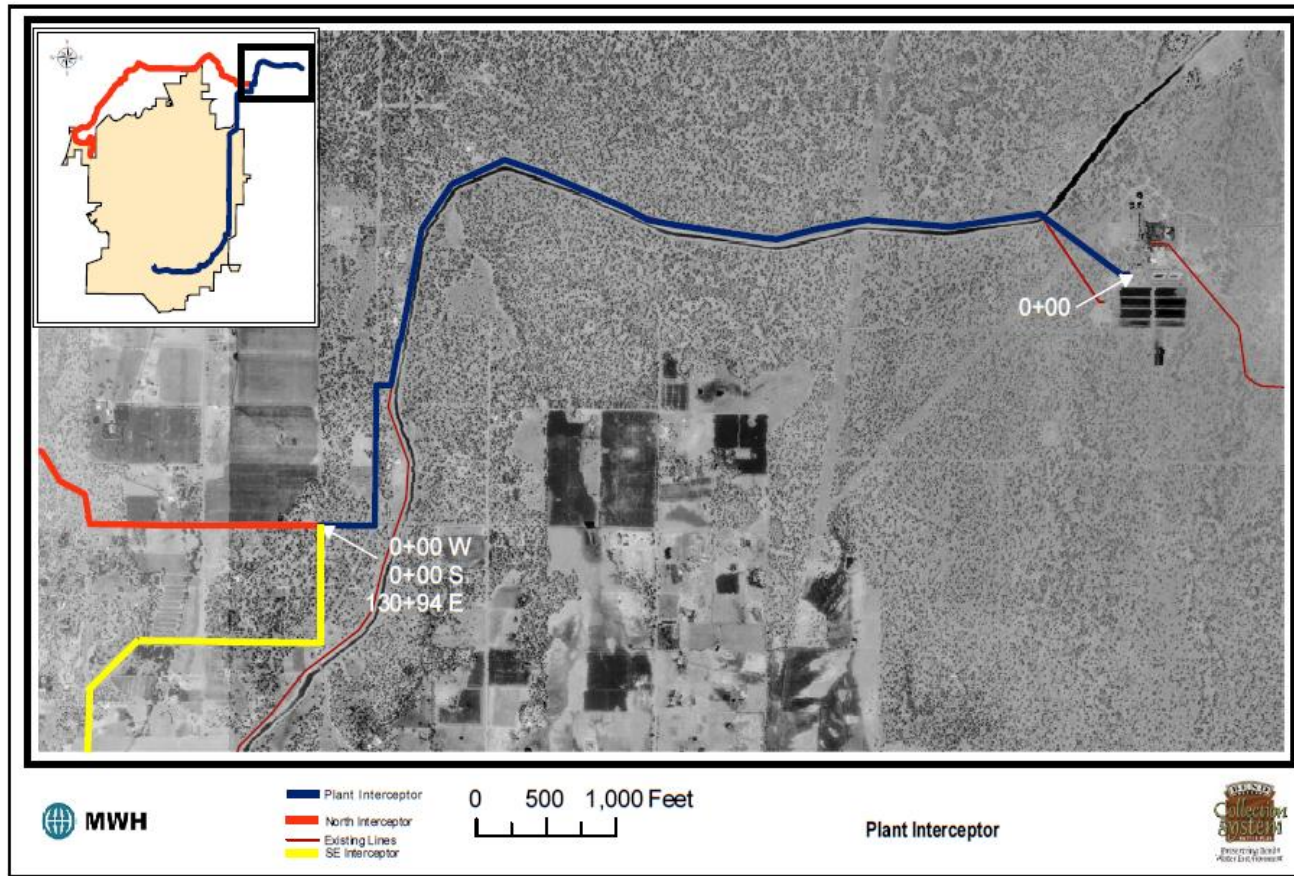 0+00
0+00 W
0+00 S
130+94 E
MWH
Plant Interceptor
North Interceptor
Existing Lines
SE Interceptor
0 500 1,000 Feet
Plant Interceptor
Collection
System